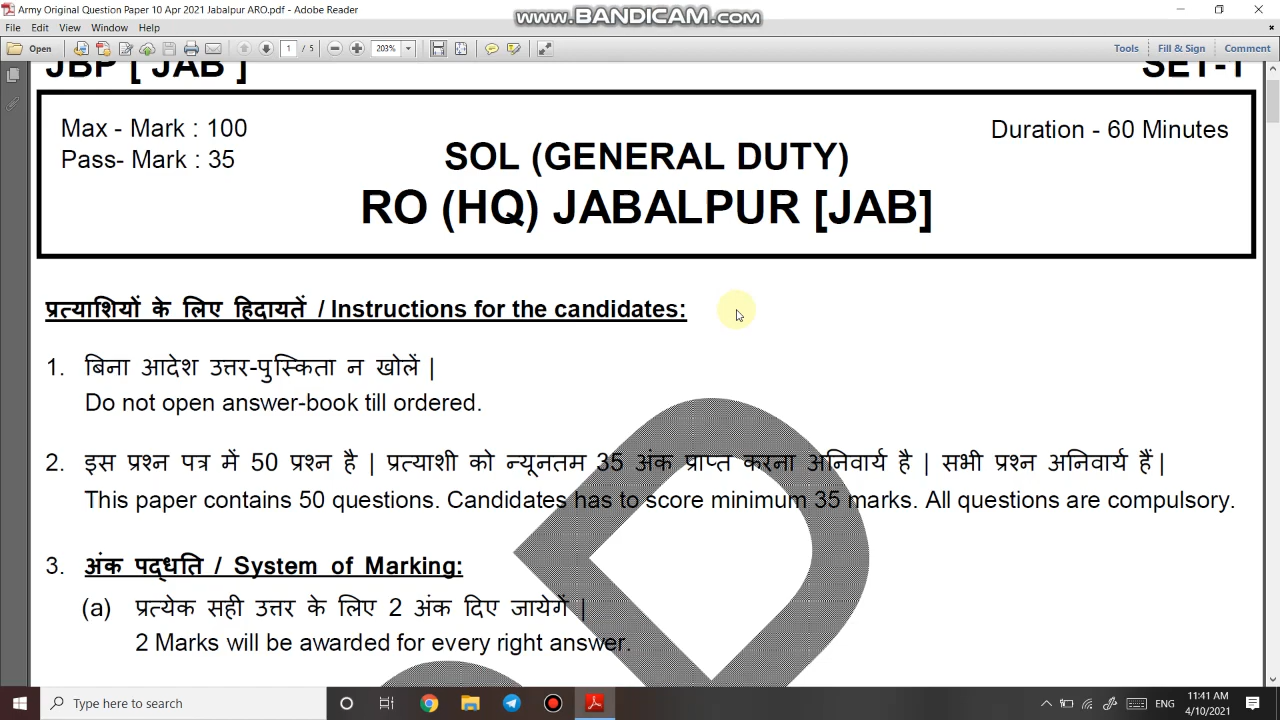 Army Original Question Paper 10 Apr 2021 Jabalpur ARO.pdf - Adobe Reader
www.BANDICAM.com
File Edit View Window Help
Open 1 / 5 203% Tools Fill & Sign Comment
JBP [ JAB ] SET-1
Max - Mark : 100
Pass- Mark : 35
Duration - 60 Minutes
SOL (GENERAL DUTY)
RO (HQ) JABALPUR [JAB]
प्रत्याशियों के लिए हिदायतें / Instructions for the candidates:
1. बिना आदेश उत्तर-पुस्किता न खोलें |
Do not open answer-book till ordered.
2. इस प्रश्न पत्र में 50 प्रश्न है | प्रत्याशी को न्यूनतम 35 अंक प्राप्त करना अनिवार्य है | सभी प्रश्न अनिवार्य हैं|
This paper contains 50 questions. Candidates has to score minimum 35 marks. All questions are compulsory.
3. अंक पद्धति / System of Marking:
(a) प्रत्येक सही उत्तर के लिए 2 अंक दिए जायेगें |
2 Marks will be awarded for every right answer.
Type here to search
ENG
11:41 AM
4/10/2021